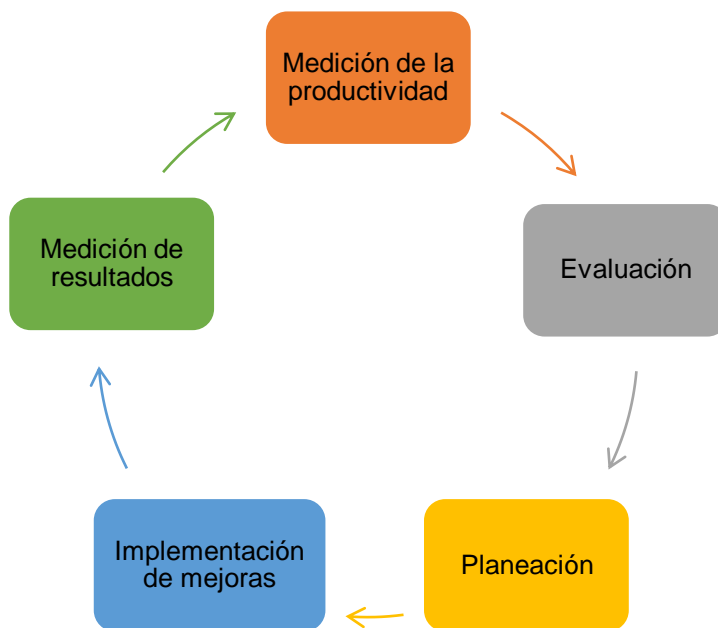 Medición de la
productividad
Evaluación
Planeación
Implementación
de mejoras
Medición de
resultados